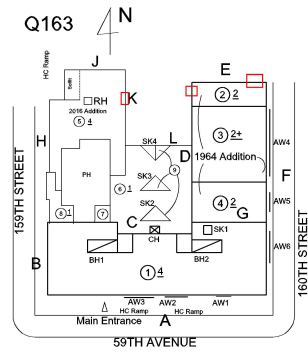 Q163
N
HC Ramp
J
E
Selfit
RH
2016 Addition
5 4
K
2 2
H
SK4
L
D
3 2+
AW4
1964 Addition
F
PH
SK3
9
6 1
SK2
4 2
AW5
G
8 1
7
C
SK1
CH
AW6
B
BH1
BH2
1 4
159TH STREET
160TH STREET
AW3
AW2
AW1
HC Ramp
A
HC Ramp
Main Entrance
59TH AVENUE